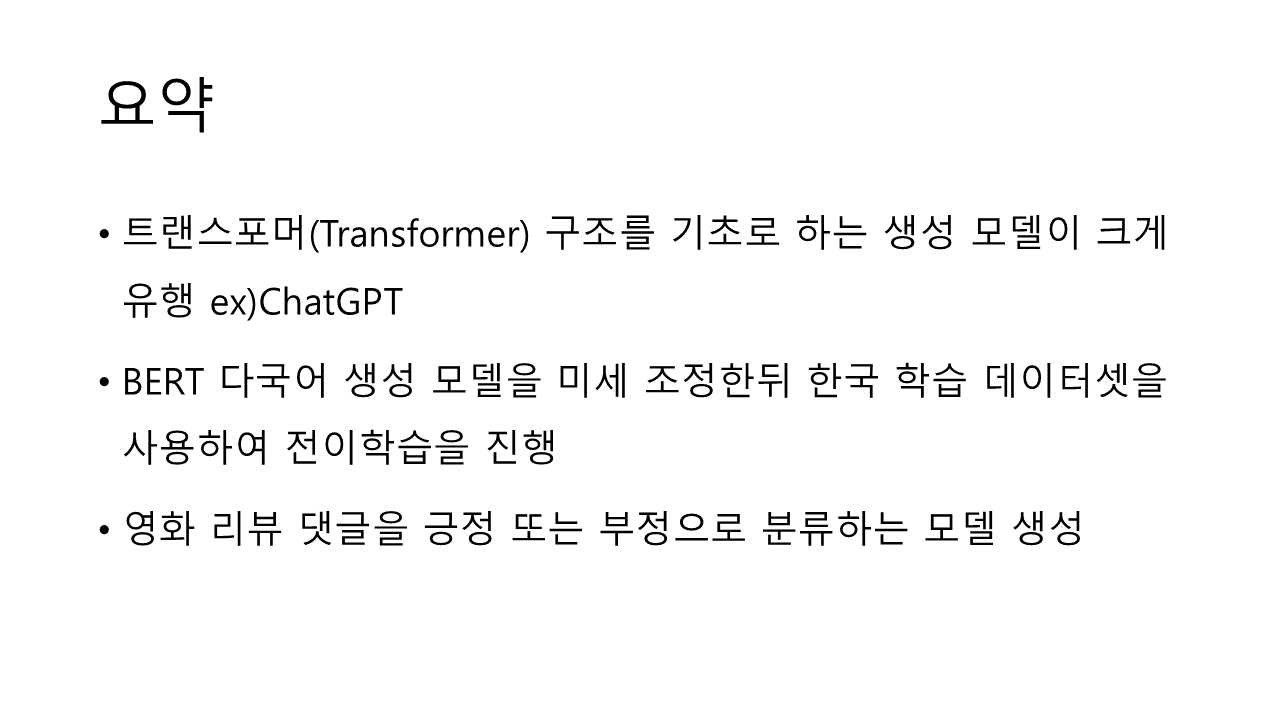 요약
• 트랜스포머(Transformer) 구조를 기초로 하는 생성 모델이 크게
유행 ex)ChatGPT
• BERT 다국어 생성 모델을 미세 조정한뒤 한국 학습 데이터셋을
사용하여 전이학습을 진행
• 영화 리뷰 댓글을 긍정 또는 부정으로 분류하는 모델 생성